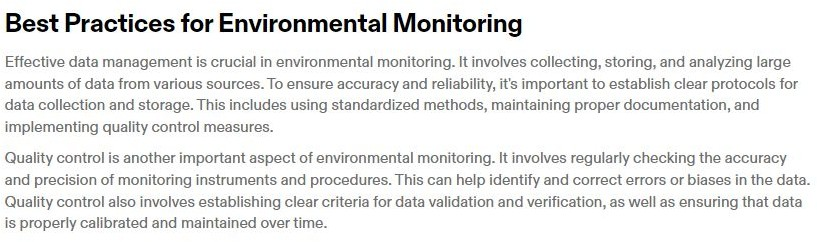 Best Practices for Environmental Monitoring
Effective data management is crucial in environmental monitoring. It involves collecting, storing, and analyzing large
amounts of data from various sources. To ensure accuracy and reliability, it's important to establish clear protocols for
data collection and storage. This includes using standardized methods, maintaining proper documentation, and
implementing quality control measures.
Quality control is another important aspect of environmental monitoring. It involves regularly checking the accuracy
and precision of monitoring instruments and procedures. This can help identify and correct errors or biases in the data.
Quality control also involves establishing clear criteria for data validation and verification, as well as ensuring that data
is properly calibrated and maintained over time.